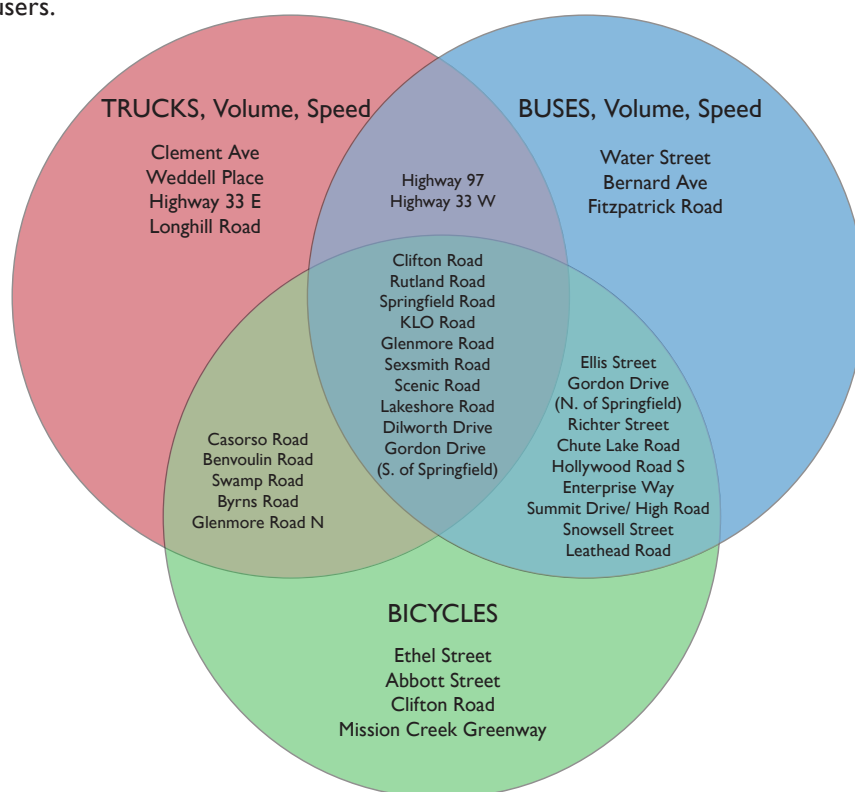 users.
TRUCKS, Volume, Speed
Clement Ave
Weddell Place
Highway 33 E
Longhill Road
BUSES, Volume, Speed
Water Street
Bernard Ave
Fitzpatrick Road
Highway 97
Highway 33 W
Clifton Road
Rutland Road
Springfield Road
KLO Road
Glenmore Road
Sexsmith Road
Scenic Road
Lakeshore Road
Dilworth Drive
Gordon Drive
(S. of Springfield)
Ellis Street
Gordon Drive
(N. of Springfield)
Richter Street
Chute Lake Road
Hollywood Road S
Enterprise Way
Summit Drive/ High Road
Snowsell Street
Leathead Road
Casorso Road
Benvoulin Road
Swamp Road
Byrns Road
Glenmore Road N
BICYCLES
Ethel Street
Abbott Street
Clifton Road
Mission Creek Greenway